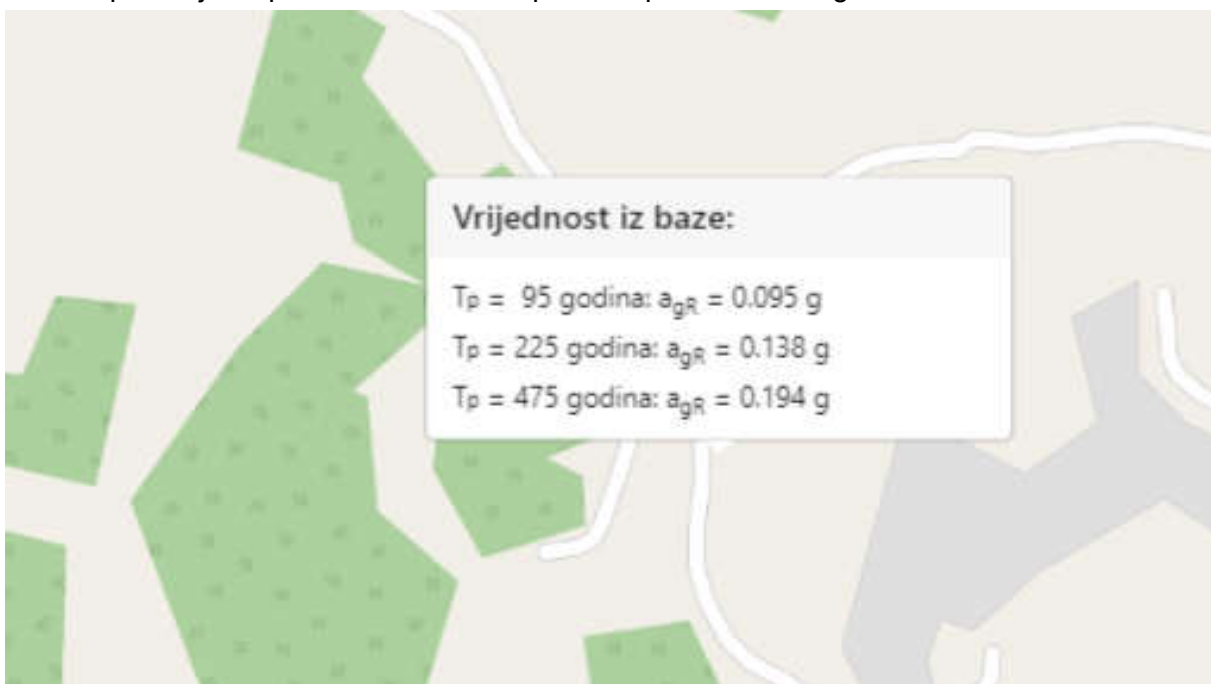 Vrijednost iz baze:
Tp = 95 godina: agR = 0.095 g
Tp = 225 godina: agR = 0.138 g
Tp = 475 godina: agR = 0.194 g